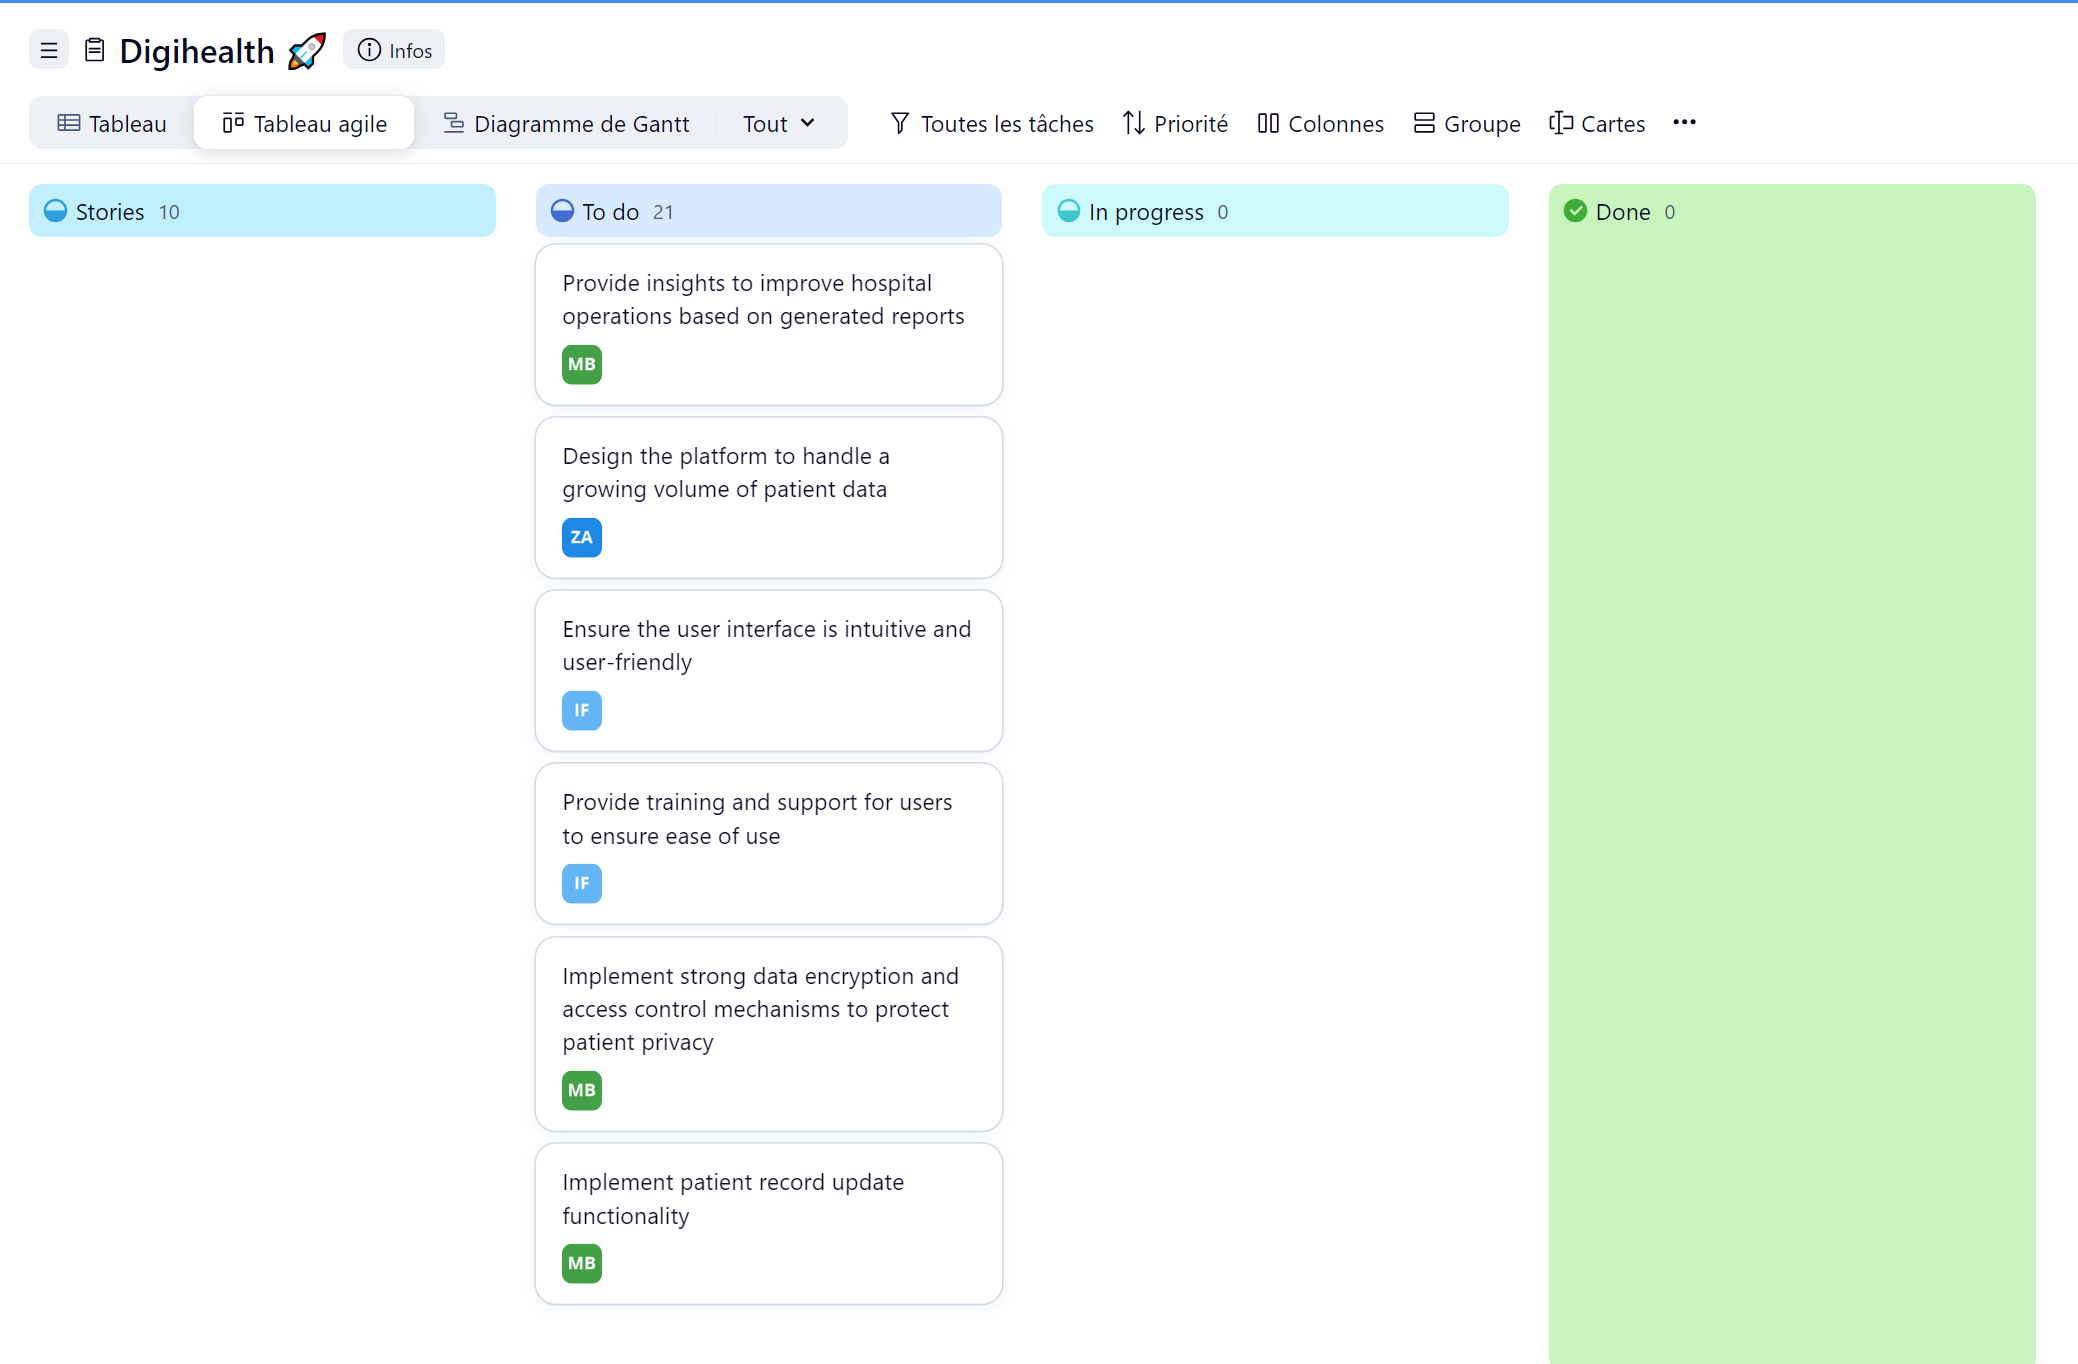 Digihealth 🚀 Infos
Tableau Tableau agile Diagramme de Gantt Tout Toutes les tâches Priorité Colonnes Groupe Cartes •••
Stories 10
To do 21
In progress 0
Done 0
Provide insights to improve hospital
operations based on generated reports
MB
Design the platform to handle a
growing volume of patient data
ZA
Ensure the user interface is intuitive and
user-friendly
IF
Provide training and support for users
to ensure ease of use
IF
Implement strong data encryption and
access control mechanisms to protect
patient privacy
MB
Implement patient record update
functionality
MB